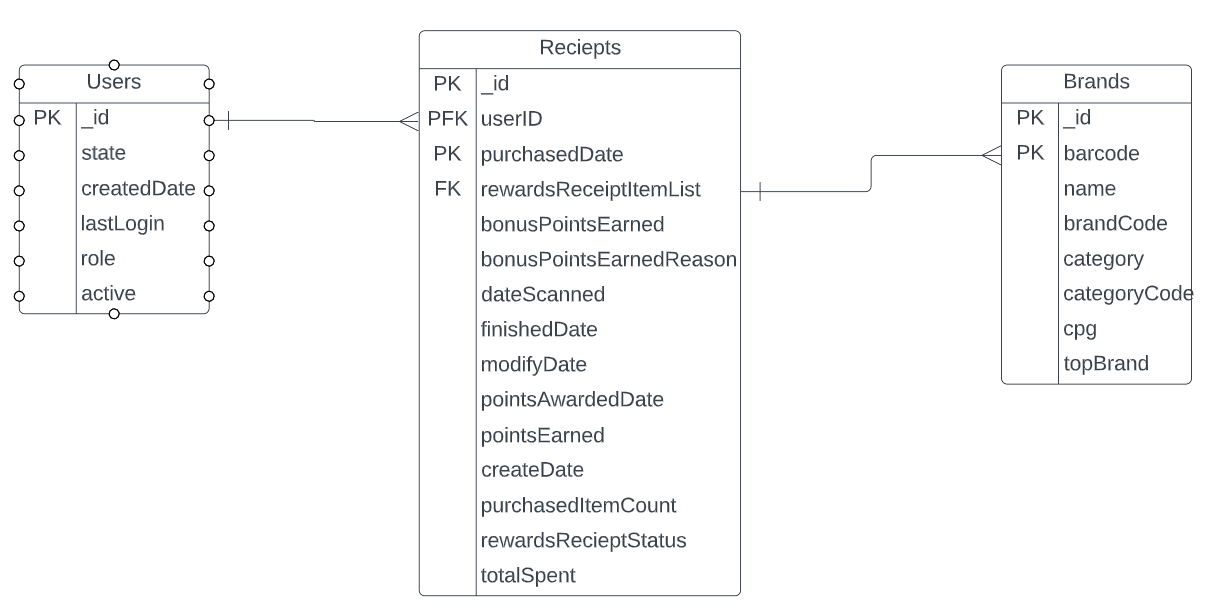 Users
PK _id
state
createdDate
lastLogin
role
active
Reciepts
PK _id
PFK userID
PK purchasedDate
FK rewardsReceiptItemList
bonusPointsEarned
bonusPointsEarnedReason
dateScanned
finishedDate
modifyDate
pointsAwardedDate
pointsEarned
createDate
purchasedItemCount
rewardsRecieptStatus
totalSpent
Brands
PK _id
PK barcode
name
brandCode
category
categoryCode
cpg
topBrand